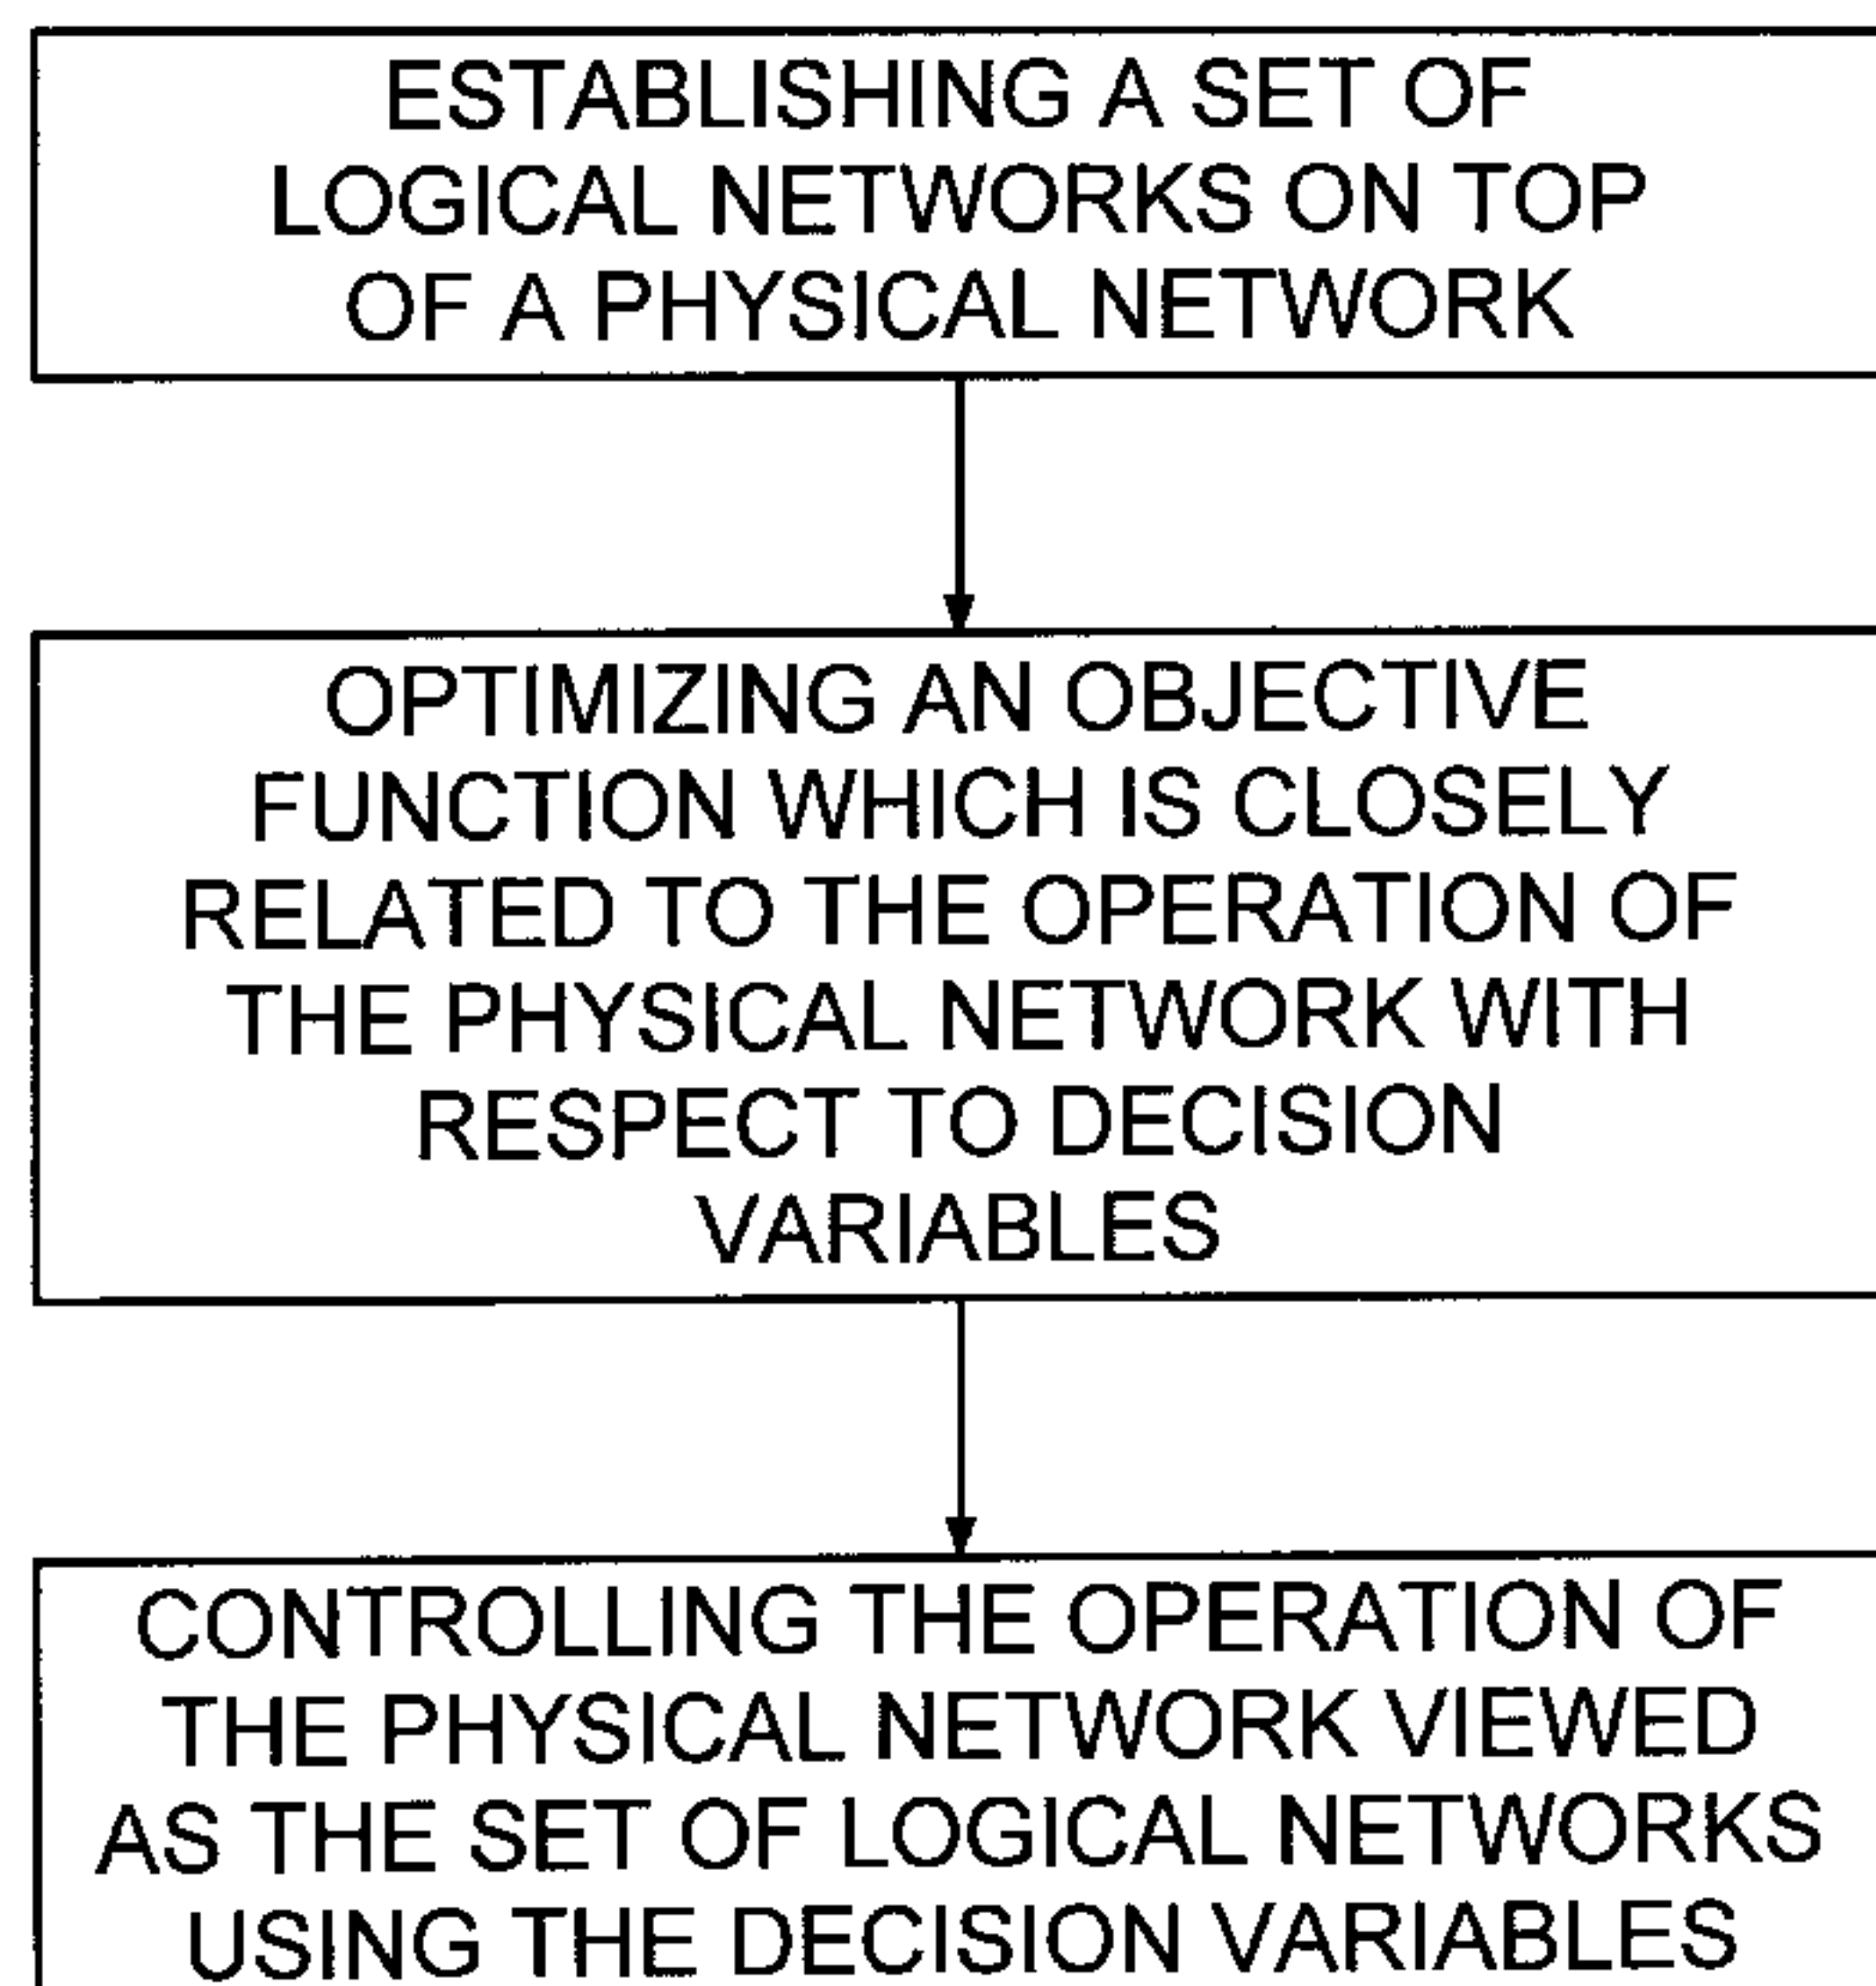 ESTABLISHING A SET OF
LOGICAL NETWORKS ON TOP
OF A PHYSICAL NETWORK
OPTIMIZING AN OBJECTIVE
FUNCTION WHICH IS CLOSELY
RELATED TO THE OPERATION OF
THE PHYSICAL NETWORK WITH
RESPECT TO DECISION
VARIABLES
CONTROLLING THE OPERATION OF
THE PHYSICAL NETWORK VIEWED
AS THE SET OF LOGICAL NETWORKS
USING THE DECISION VARIABLES